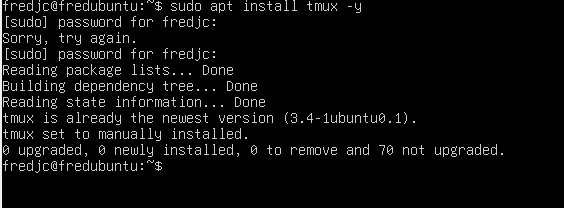 fredjc@fredubuntu:~$ sudo apt install tmux -y
[sudo] password for fredjc:
Sorry, try again.
[sudo] password for fredjc:
Reading package lists... Done
Building dependency tree... Done
Reading state information... Done
tmux is already the newest version (3.4-1ubuntu0.1).
tmux set to manually installed.
0 upgraded, 0 newly installed, 0 to remove and 70 not upgraded.
fredjc@fredubuntu:~$